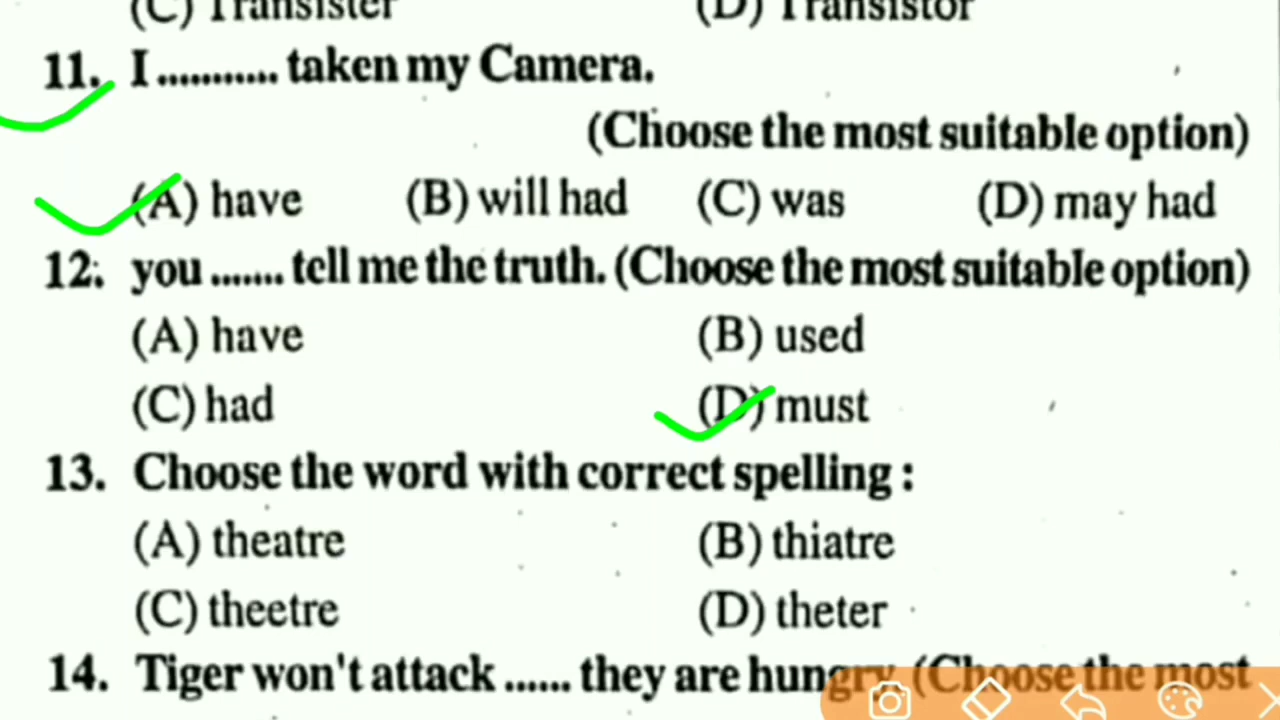 (C) Transister (D) Transistor
11. I ........... taken my Camera.
(Choose the most suitable option)
(A) have (B) will had (C) was (D) may had
12. you ....... tell me the truth. (Choose the most suitable option)
(A) have (B) used
(C) had (D) must
13. Choose the word with correct spelling :
(A) theatre (B) thiatre
(C) theetre (D) theter
14. Tiger won't attack ...... they are hungry. (Choose the most